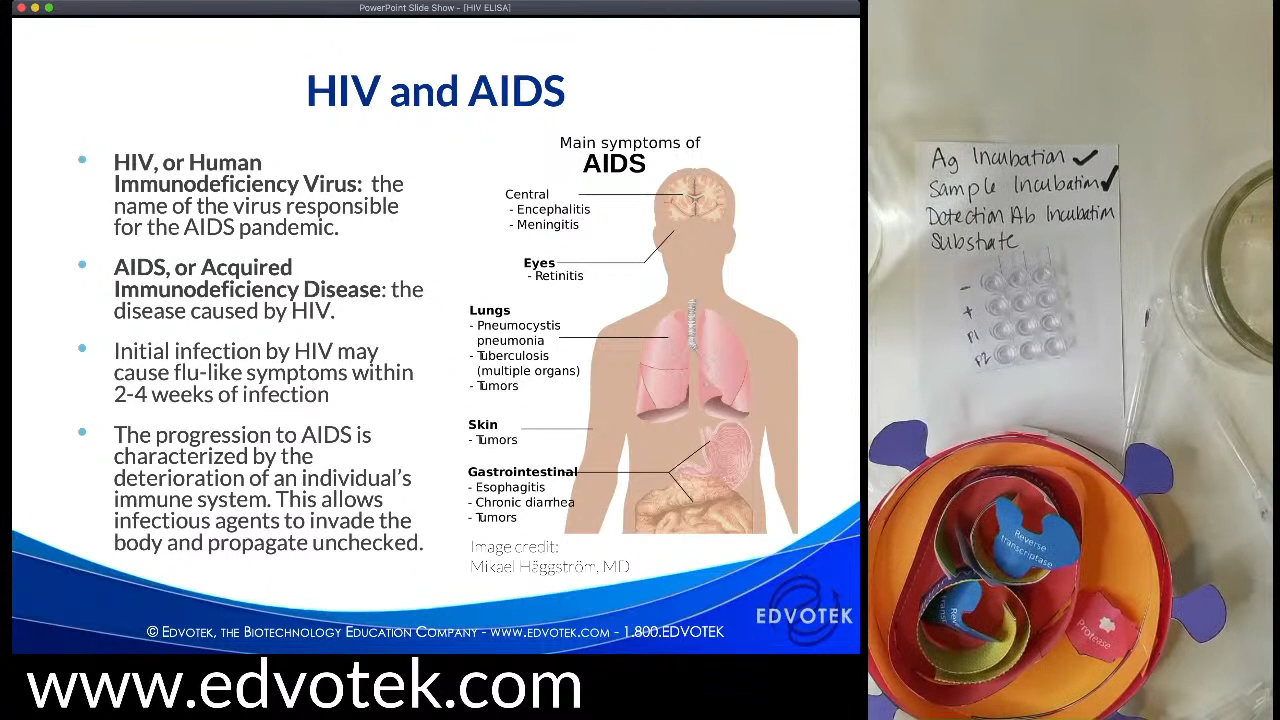 PowerPoint Slide Show - [HIV ELISA]
HIV and AIDS
HIV, or Human
Immunodeficiency Virus: the
name of the virus responsible
for the AIDS pandemic.
AIDS, or Acquired
Immunodeficiency Disease: the
disease caused by HIV.
Initial infection by HIV may
cause flu-like symptoms within
2-4 weeks of infection
The progression to AIDS is
characterized by the
deterioration of an individual's
immune system. This allows
infectious agents to invade the
body and propagate unchecked.
Main symptoms of
AIDS
Central
- Encephalitis
- Meningitis
Eyes
- Retinitis
Lungs
- Pneumocystis
pneumonia
- Tuberculosis
(multiple organs)
- Tumors
Skin
- Tumors
Gastrointestinal
- Esophagitis
- Chronic diarrhea
- Tumors
Image credit:
Mikael Häggström, MD
EDVOTEK
© EDVOTEK, THE BIOTECHNOLOGY EDUCATION COMPANY - WWW.EDVOTEK.COM - 1.800.EDVOTEK
www.edvotek.com
Ag Incubation ✓
Sample Incubation ✓
Detection Ab Incubation
Substrate
-
+
P1
P2
Reverse
transcriptase
Protease